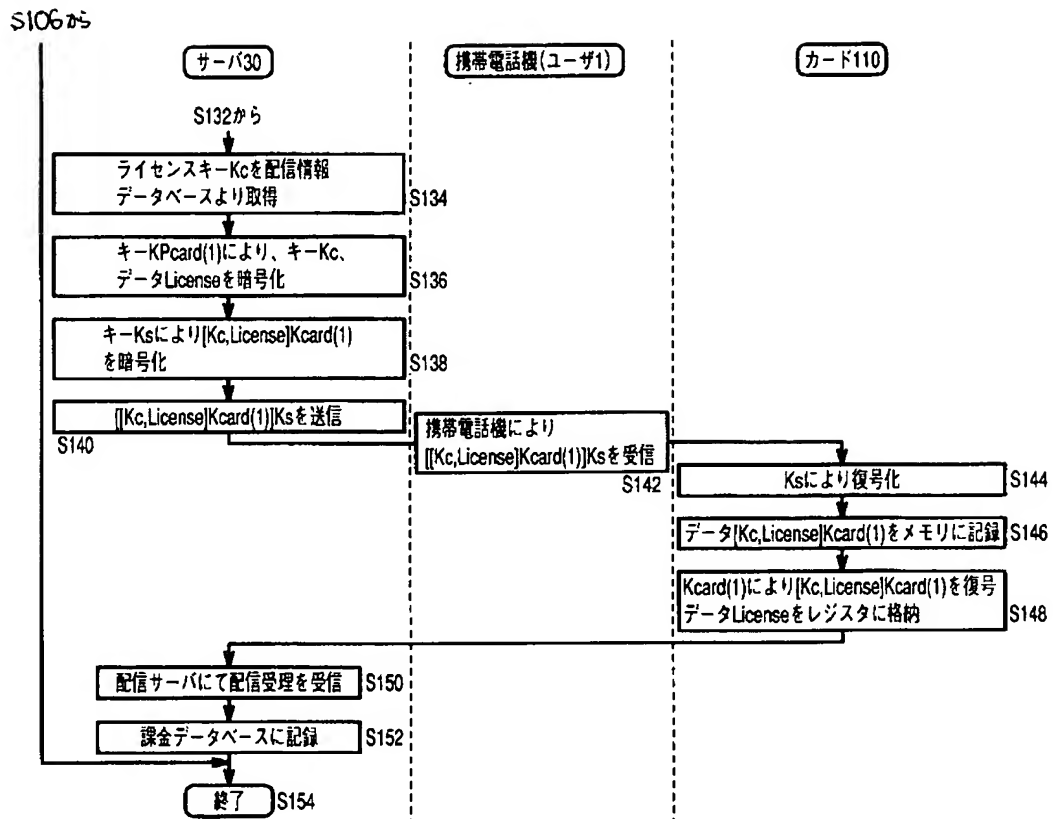 S106から
サーバ30
携帯電話機(ユーザ1)
カード110
S132から
ライセンスキーKcを配信情報
データベースより取得
S134
キーKPcard(1)により、キーKc、
データLicenseを暗号化
S136
キーKsにより[Kc,License]Kcard(1)
を暗号化
S138
[[Kc,License]Kcard(1)]Ksを送信
S140
携帯電話機により
[[Kc,License]Kcard(1)]Ksを受信
S142
Ksにより復号化
S144
データ[Kc,License]Kcard(1)をメモリに記録
S146
Kcard(1)により[Kc,License]Kcard(1)を復号
データLicenseをレジスタに格納
S148
配信サーバにて配信受理を受信
S150
課金データベースに記録
S152
終了
S154